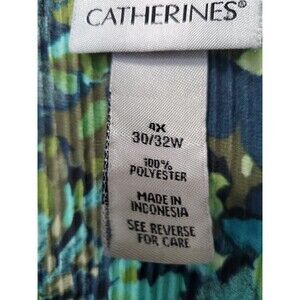 CATHERINES®
4X
30/32W
100%
POLYESTER
MADE IN
INDONESIA
SEE REVERSE
FOR CARE